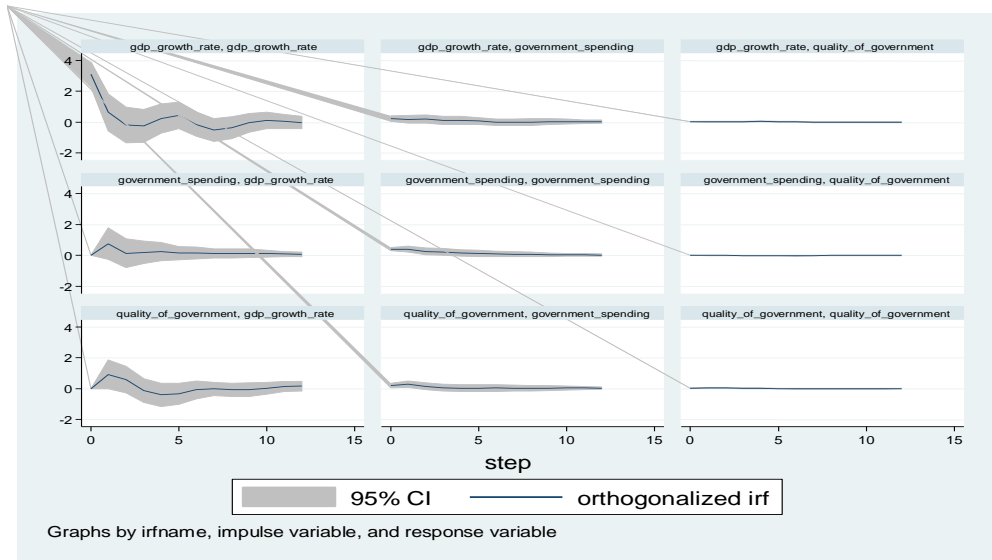 gdp_growth_rate, gdp_growth_rate
gdp_growth_rate, government_spending
gdp_growth_rate, quality_of_government
4
2
0
-2
government_spending, gdp_growth_rate
government_spending, government_spending
government_spending, quality_of_government
4
2
0
-2
quality_of_government, gdp_growth_rate
quality_of_government, government_spending
quality_of_government, quality_of_government
4
2
0
-2
0 5 10 15 0 5 10 15 0 5 10 15
step
95% CI orthogonalized irf
Graphs by irfname, impulse variable, and response variable